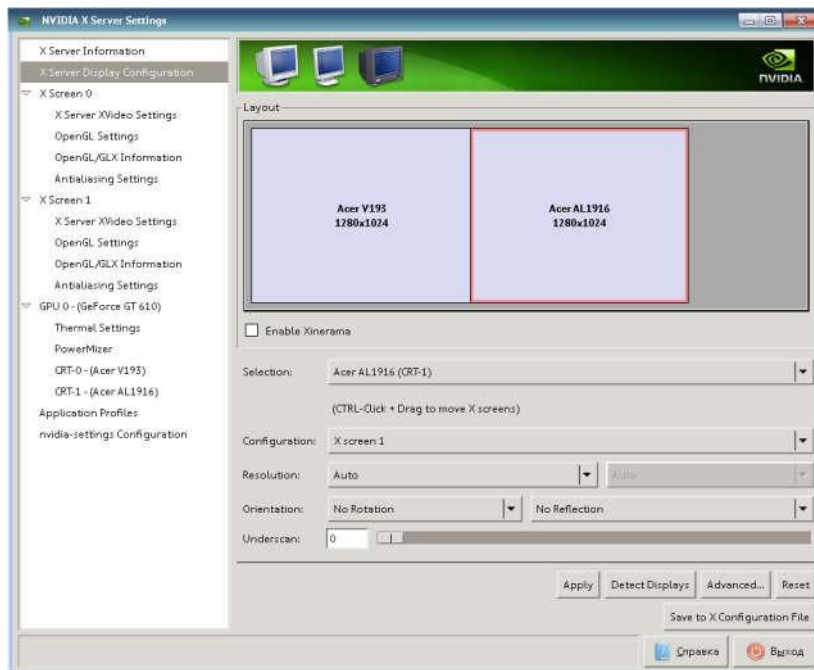 NVIDIA X Server Settings
X Server Information
X Server Display Configuration
X Screen 0
X Server XVideo Settings
OpenGL Settings
OpenGL/GLX Information
Antialiasing Settings
X Screen 1
X Server XVideo Settings
OpenGL Settings
OpenGL/GLX Information
Antialiasing Settings
GPU 0 - (GeForce GT 610)
Thermal Settings
PowerMizer
CRT-0 - (Acer V193)
CRT-1 - (Acer AL1916)
Application Profiles
nvidia-settings Configuration
NVIDIA
Layout
Acer V193
1280x1024
Acer AL1916
1280x1024
Enable Xinerama
Selection: Acer AL1916 (CRT-1)
(CTRL-Click + Drag to move X screens)
Configuration: X screen 1
Resolution: Auto Auto
Orientation: No Rotation No Reflection
Underscan: 0
Apply Detect Displays Advanced... Reset
Save to X Configuration File
Справка Выход